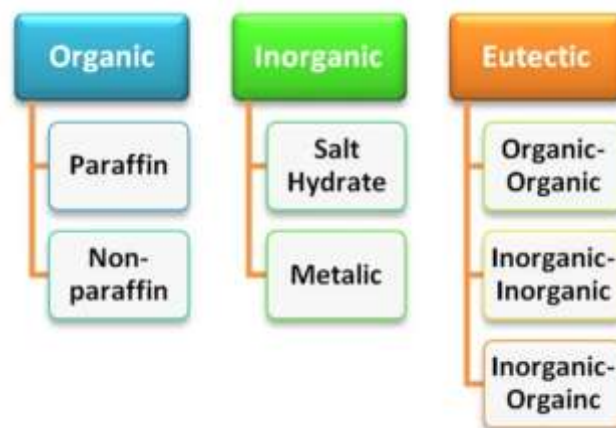 Organic
Paraffin
Non-
paraffin
Inorganic
Salt
Hydrate
Metalic
Eutectic
Organic-
Organic
Inorganic-
Inorganic
Inorganic-
Orgainc